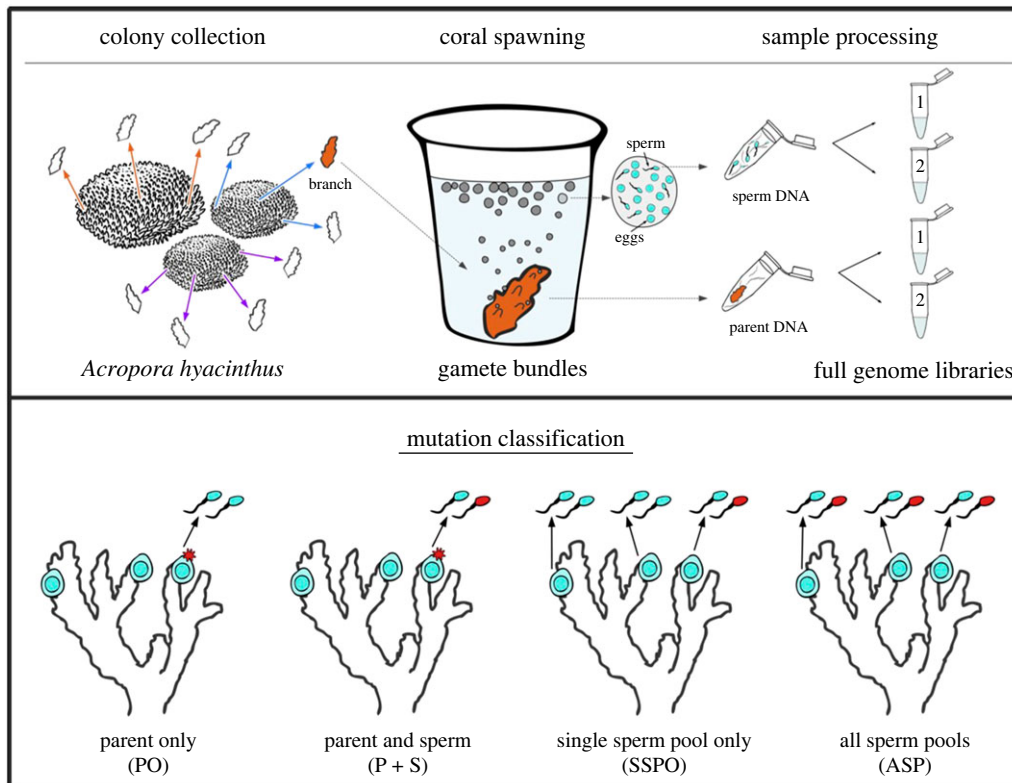 colony collection
coral spawning
sample processing
branch
sperm
eggs
sperm DNA
parent DNA
1
2
1
2
Acropora hyacinthus
gamete bundles
full genome libraries
mutation classification
parent only
(PO)
parent and sperm
(P + S)
single sperm pool only
(SSPO)
all sperm pools
(ASP)